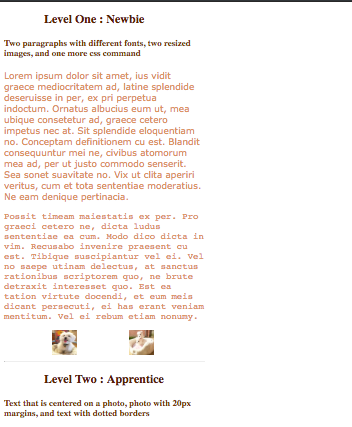 Level One : Newbie
Two paragraphs with different fonts, two resized
images, and one more css command
Lorem ipsum dolor sit amet, ius vidit
graece mediocritatem ad, latine splendide
deseruisse in per, ex pri perpetua
indoctum. Ornatus albucius eum ut, mea
ubique consetetur ad, graece cetero
impetus nec at. Sit splendide eloquentiam
no. Conceptam definitionem cu est. Blandit
consequuntur mei ne, civibus atomorum
mea ad, per ut justo commodo senserit.
Sea sonet suavitate no. Vix ut clita aperiri
veritus, cum et tota sententiae moderatius.
Ne eam denique pertinacia.
Possit timeam maiestatis ex per. Pro
graeci cetero ne, dicta ludus
sententiae ea cum. Modo dico dicta in
vim. Recusabo invenire praesent cu
est. Tibique suscipiantur vel ei. Vel
no saepe utinam delectus, at sanctus
rationibus scriptorem quo, ne brute
detraxit interesset quo. Est ea
tation virtute docendi, et eum meis
dicant persecuti, ei has erant veniam
mentitum. Vel ei rebum etiam nonumy.
Level Two : Apprentice
Text that is centered on a photo, photo with 20px
margins, and text with dotted borders